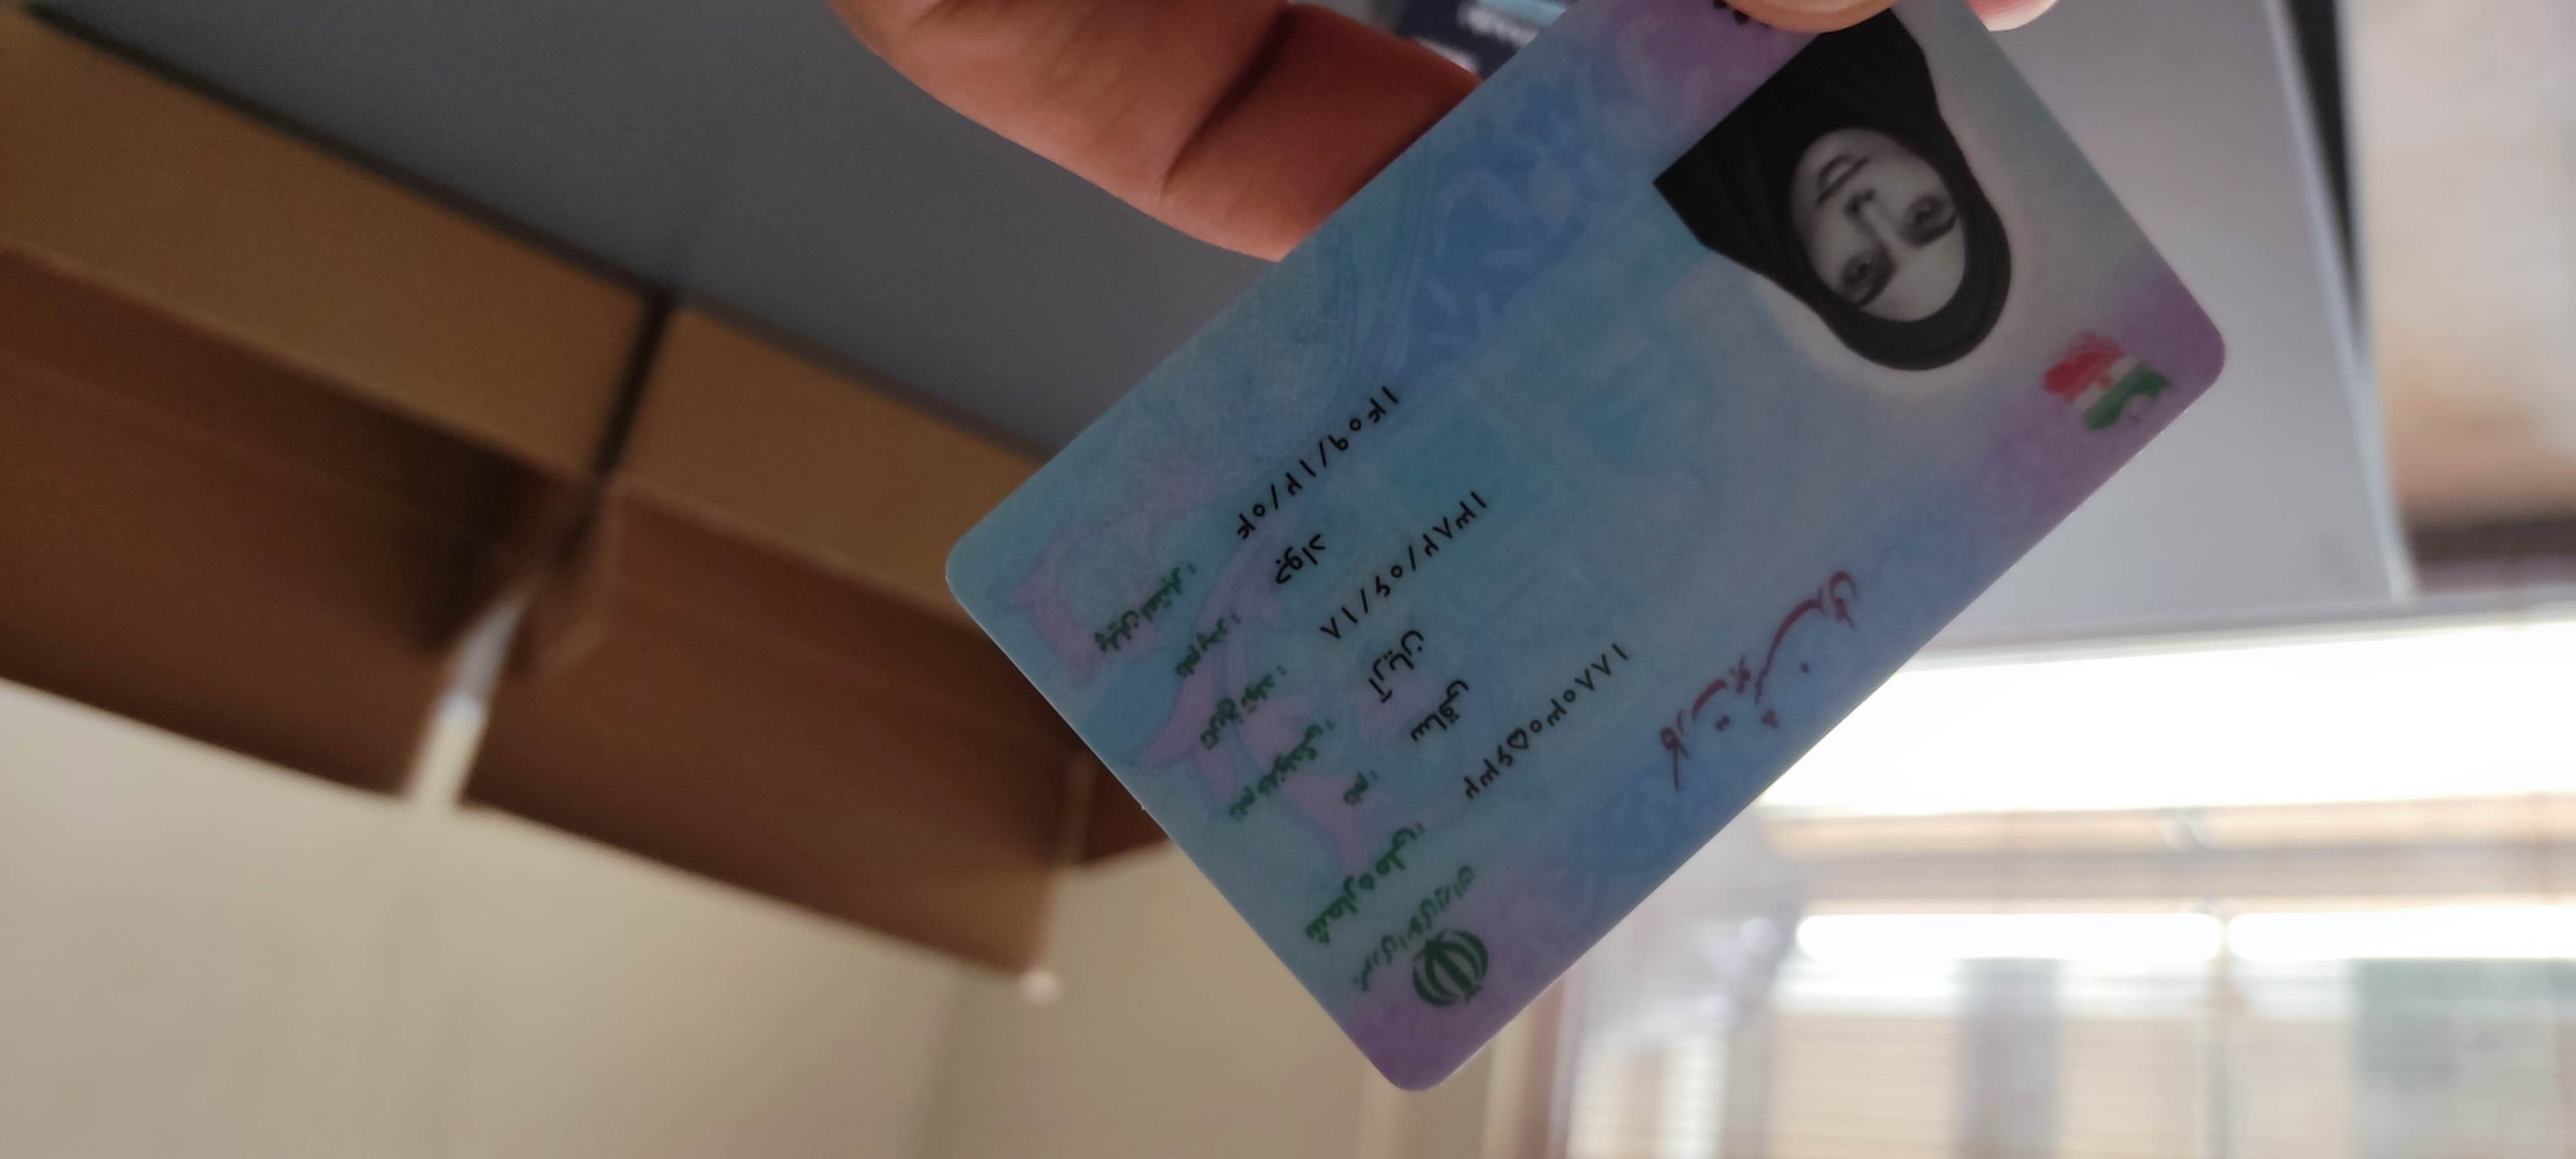 جمهوری اسلامی ایران
کارت هوشمند ملی
شماره ملی: ۱۸۸۰۳۰۵۶۳۲
نام: ساقی
نام خانوادگی: آریان
تاریخ تولد: ۱۳۸۲/۰۶/۱۸
نام پدر: جواد
پایان اعتبار: ۱۴۰۹/۱۲/۰۴